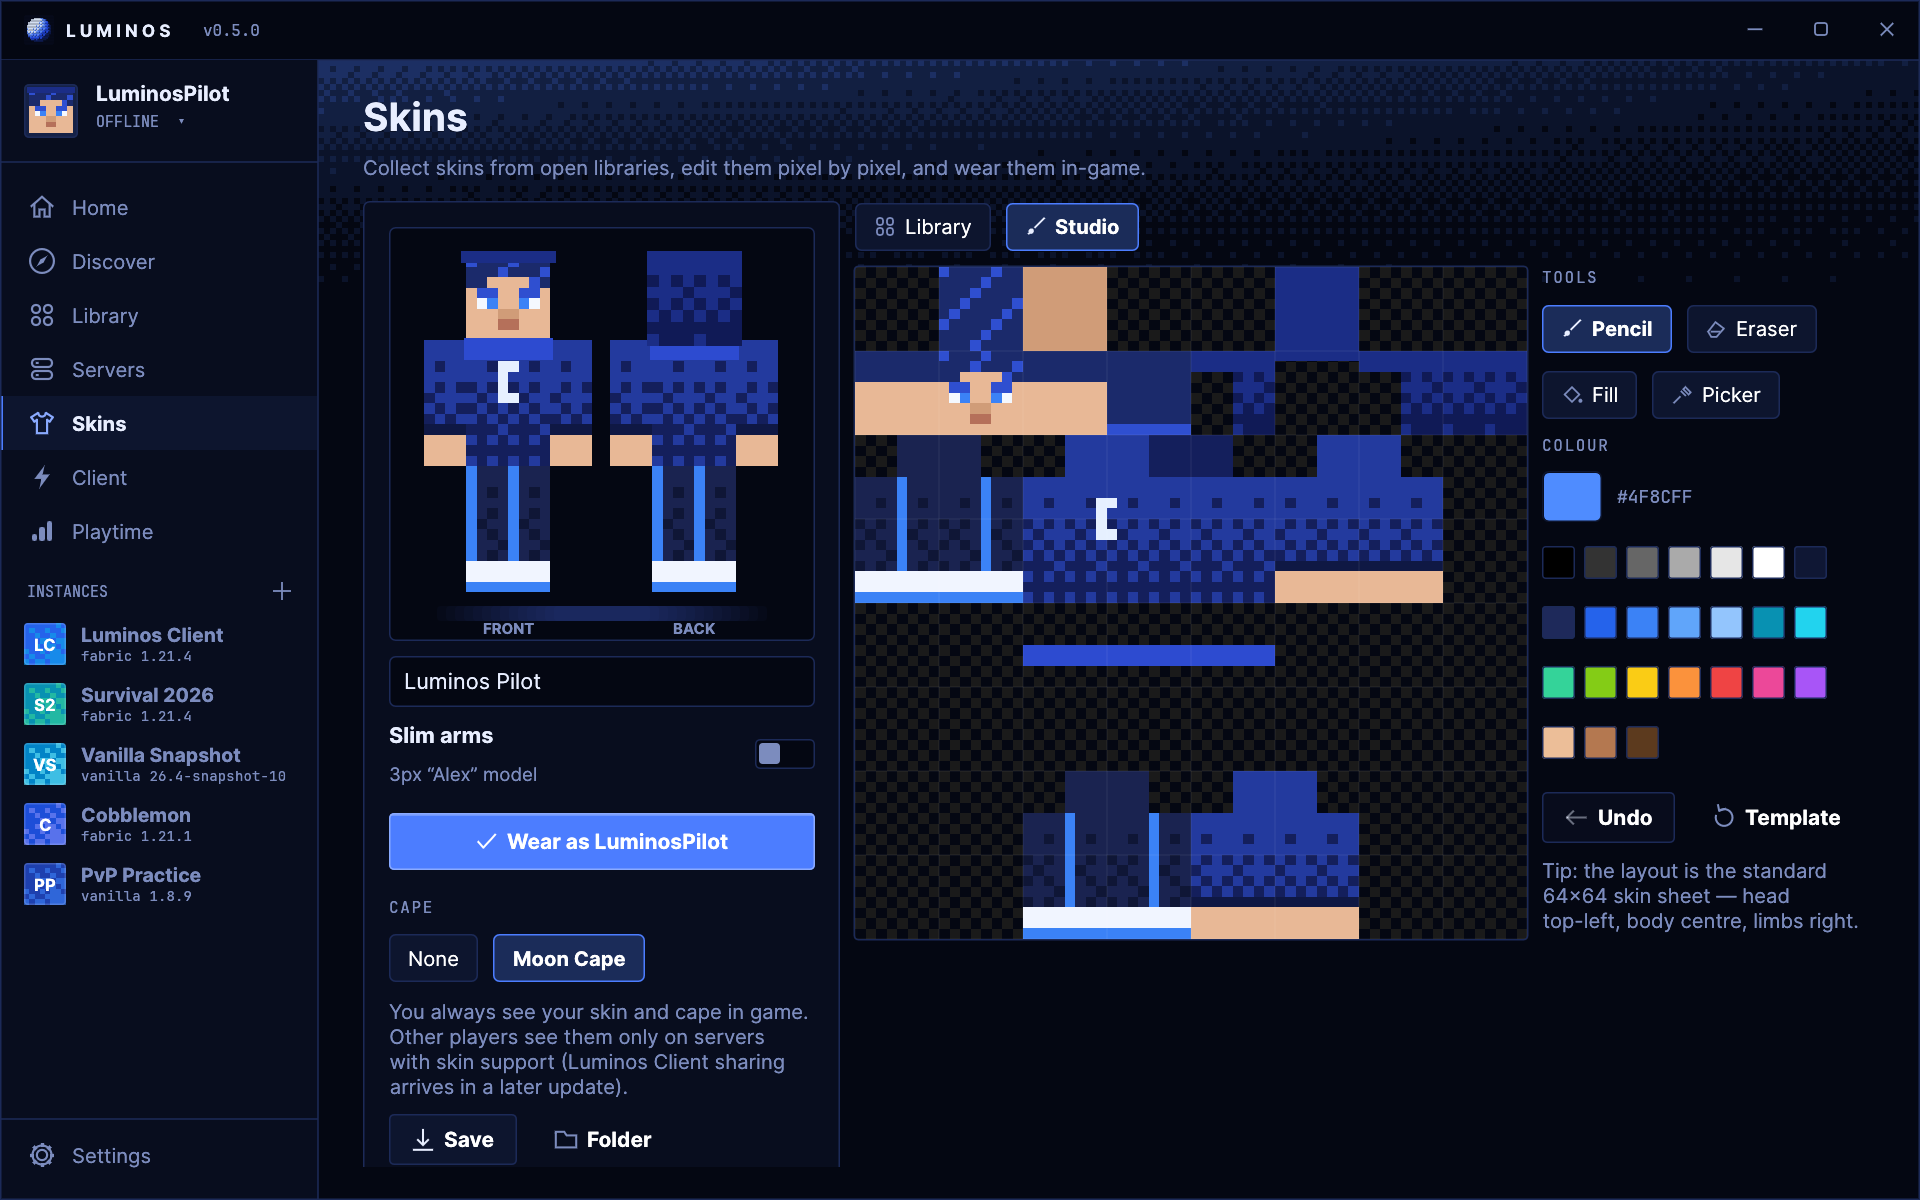 LUMINOS v0.5.0
LuminosPilot
OFFLINE
Home
Discover
Library
Servers
Skins
Client
Playtime
INSTANCES
LC
Luminos Client
fabric 1.21.4
S2
Survival 2026
fabric 1.21.4
VS
Vanilla Snapshot
vanilla 26.4-snapshot-10
C
Cobblemon
fabric 1.21.1
PP
PvP Practice
vanilla 1.8.9
Settings
Skins
Collect skins from open libraries, edit them pixel by pixel, and wear them in-game.
FRONT
BACK
Luminos Pilot
Slim arms
3px “Alex” model
Wear as LuminosPilot
CAPE
None
Moon Cape
You always see your skin and cape in game.
Other players see them only on servers
with skin support (Luminos Client sharing
arrives in a later update).
Save
Folder
Library
Studio
TOOLS
Pencil
Eraser
Fill
Picker
COLOUR
#4F8CFF
Undo
Template
Tip: the layout is the standard
64×64 skin sheet — head
top-left, body centre, limbs right.